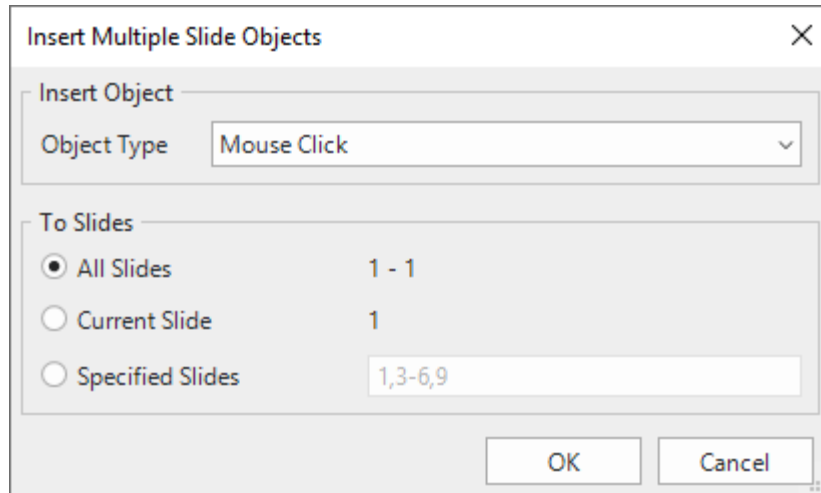 Insert Multiple Slide Objects
Insert Object
Object Type Mouse Click
To Slides
All Slides 1 - 1
Current Slide 1
Specified Slides 1,3-6,9
OK Cancel